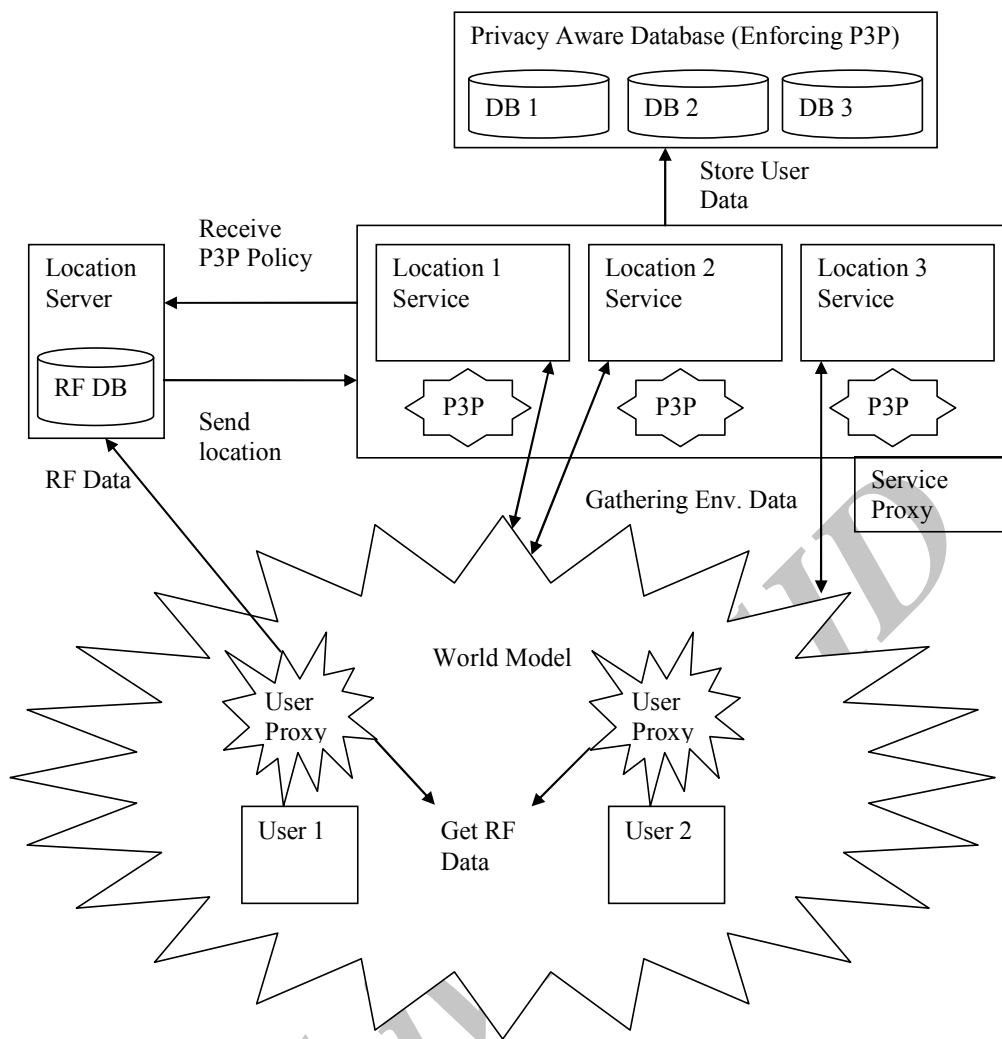 Privacy Aware Database (Enforcing P3P)
DB 1
DB 2
DB 3
Store User
Data
Receive
P3P Policy
Location
Server
RF DB
Location 1
Service
Location 2
Service
Location 3
Service
P3P
P3P
P3P
Send
location
RF Data
Gathering Env. Data
Service
Proxy
World Model
User
Proxy
User
Proxy
User 1
Get RF
Data
User 2